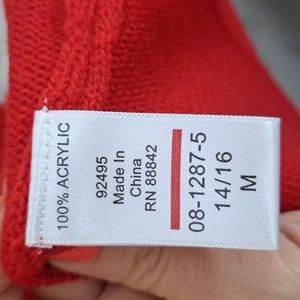 100% ACRYLIC
92495
Made In
China
RN 88842
08-1287-5
14/16
M